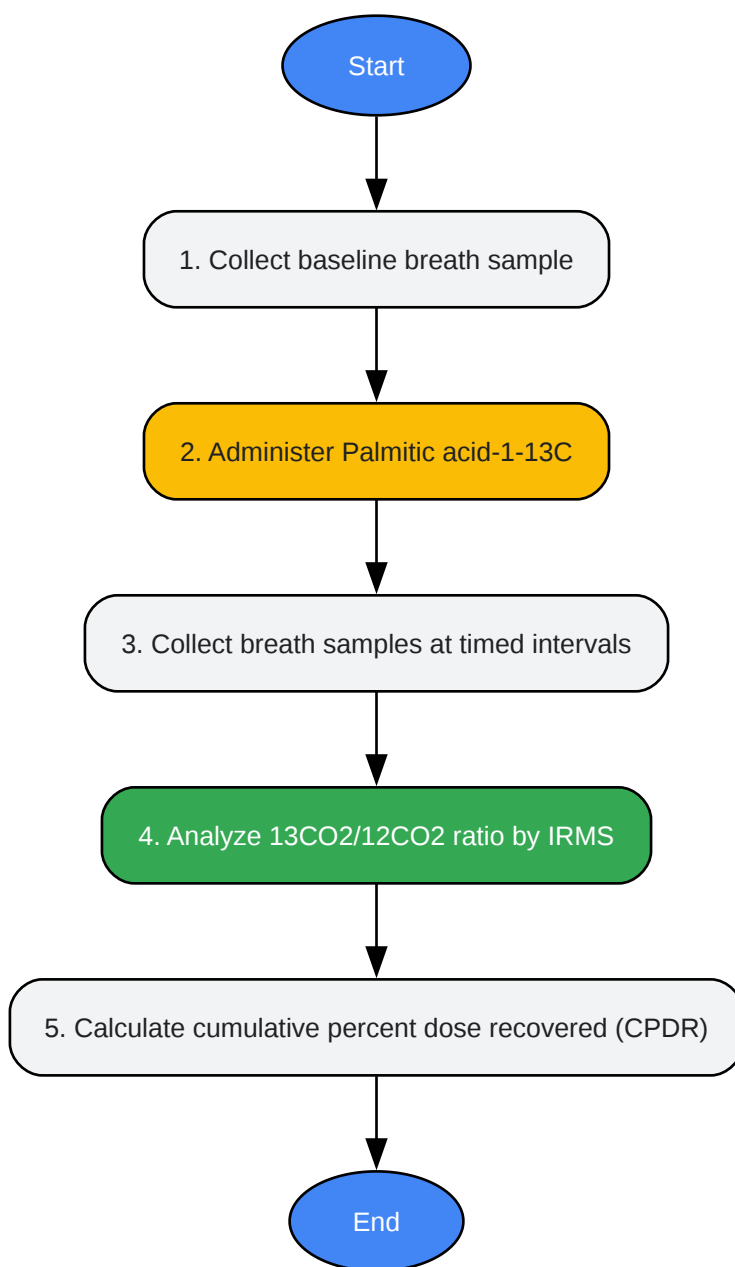 Start
1. Collect baseline breath sample
2. Administer Palmitic acid-1-13C
3. Collect breath samples at timed intervals
4. Analyze 13CO2/12CO2 ratio by IRMS
5. Calculate cumulative percent dose recovered (CPDR)
End